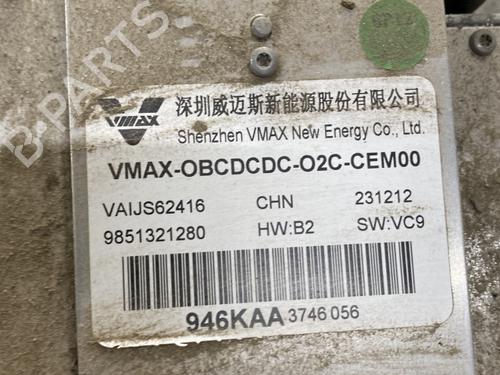 B-PARTS
VMAX
深圳威迈斯新能源股份有限公司
Shenzhen VMAX New Energy Co., Ltd.
VMAX-OBCDCDC-O2C-CEM00
VAIJS62416 CHN 231212
9851321280 HW:B2 SW:VC9
946KAA 3746 056